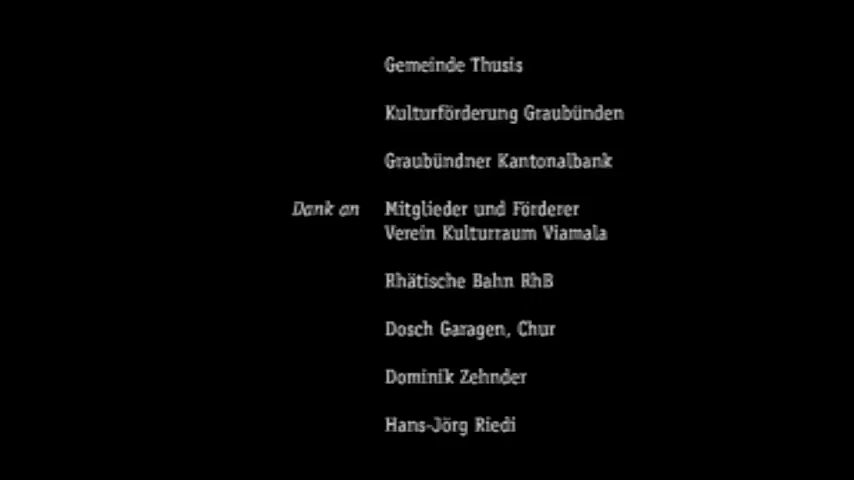 Gemeinde Thusis
Kulturförderung Graubünden
Graubündner Kantonalbank
Dank an Mitglieder und Förderer
Verein Kulturraum Viamala
Rhätische Bahn RhB
Dosch Garagen, Chur
Dominik Zehnder
Hans-Jörg Riedi